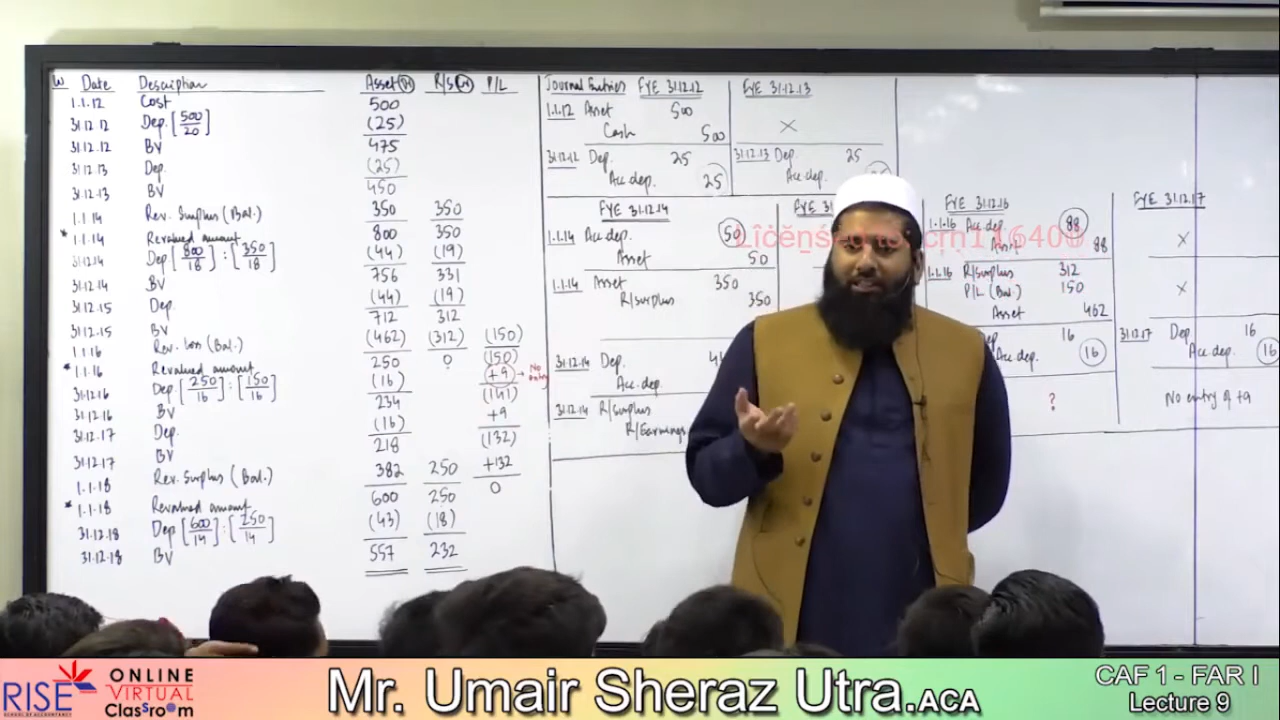 W Date Description Asset(Dr) R/S(Cr) P/L
1.1.12 Cost 500
31.12.12 Dep. [500/20] (25)
31.12.12 BV 475
31.12.13 Dep (25)
31.12.13 BV 450
1.1.14 Rev. Surplus (Bal.) 350 350
* 1.1.14 Revalued amount 800 350
31.12.14 Dep [800/18] : [350/18] (44) (19)
31.12.14 BV 756 331
31.12.15 Dep. (44) (19)
31.12.15 BV 712 312
1.1.16 Rev. Loss (Bal.) (462) (312) (150)
* 1.1.16 Revalued amount 250 0 (150)
31.12.16 Dep [250/16] : [150/16] (16) +9 → No entry
31.12.16 BV 234 (141)
31.12.17 Dep. (16) +9
31.12.17 BV 218 (132)
1.1.18 Rev. Surplus (Bal.) 382 250 +132
* 1.1.18 Revalued amount 600 250 0
31.12.18 Dep [600/14] : [250/14] (43) (18)
31.12.18 BV 557 232
Journal Entries FYE 31.12.12
1.1.12 Asset 500
Cash 500
31.12.12 Dep. 25
Acc.dep. 25
FYE 31.12.13
×
31.12.13 Dep 25
Acc.dep.
FYE 31.12.14
1.1.14 Acc.dep. 50
Asset 50
1.1.14 Asset 350
R/Surplus 350
31.12.14 Dep.
Acc.dep.
31.12.14 R/Surplus
R/Earnings
FYE 31.12.16
1.1.16 Acc.dep. 88
Asset 88
1.1.16 R/Surplus 312
P/L (Bal.) 150
Asset 462
Dep 16
Acc.dep. 16
?
FYE 31.12.17
×
×
31.12.17 Dep 16
Acc.dep. 16
No entry of +9
RISE
SCHOOL OF ACCOUNTANCY
ONLINE
VIRTUAL
Classroom
Mr. Umair Sheraz Utra.ACA
CAF 1 - FAR I
Lecture 9